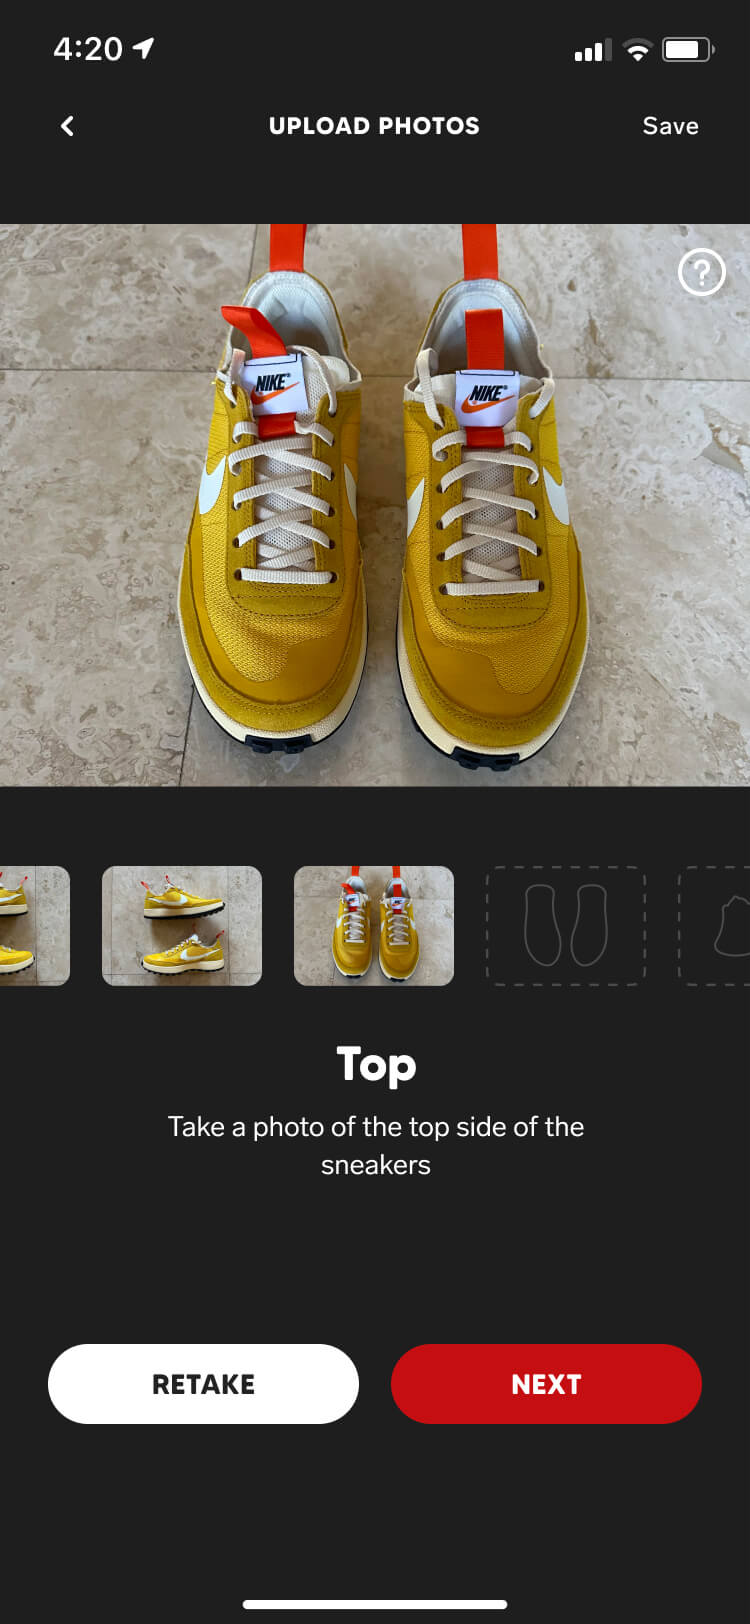 4:20
UPLOAD PHOTOS
Save
?
NIKE
NIKE
Top
Take a photo of the top side of the
sneakers
RETAKE
NEXT